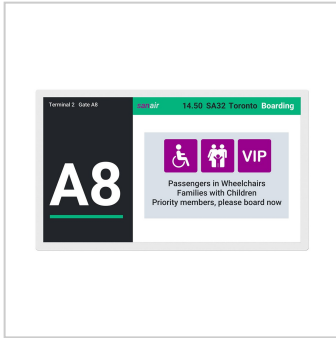 Terminal 2 Gate A8
sanair 14.50 SA32 Toronto Boarding
A8
VIP
Passengers in Wheelchairs
Families with Children
Priority members, please board now